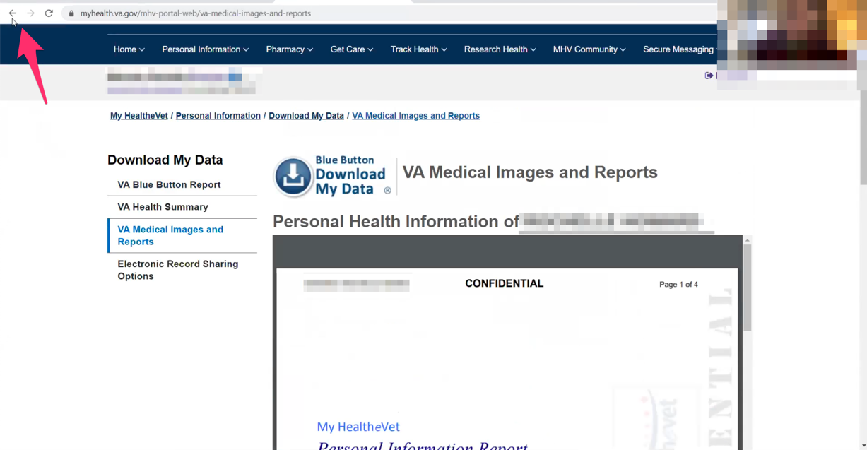 myhealth.va.gov/mhv-portal-web/va-medical-images-and-reports
Home Personal Information Pharmacy Get Care Track Health Research Health MHV Community Secure Messaging
My HealtheVet / Personal Information / Download My Data / VA Medical Images and Reports
Download My Data
VA Blue Button Report
VA Health Summary
VA Medical Images and
Reports
Electronic Record Sharing
Options
Blue Button
Download
My Data ®
VA Medical Images and Reports
Personal Health Information of
CONFIDENTIAL
Page 1 of 4
My HealtheVet
Personal Information Report
ENTIAL